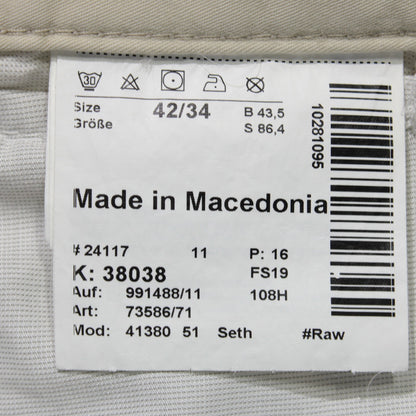 30
Size 42/34 B 43,5
Größe S 86,4
10281095
Made in Macedonia
# 24117 11 P: 16
K: 38038 FS19
Auf: 991488/11 108H
Art: 73586/71
Mod: 41380 51 Seth #Raw